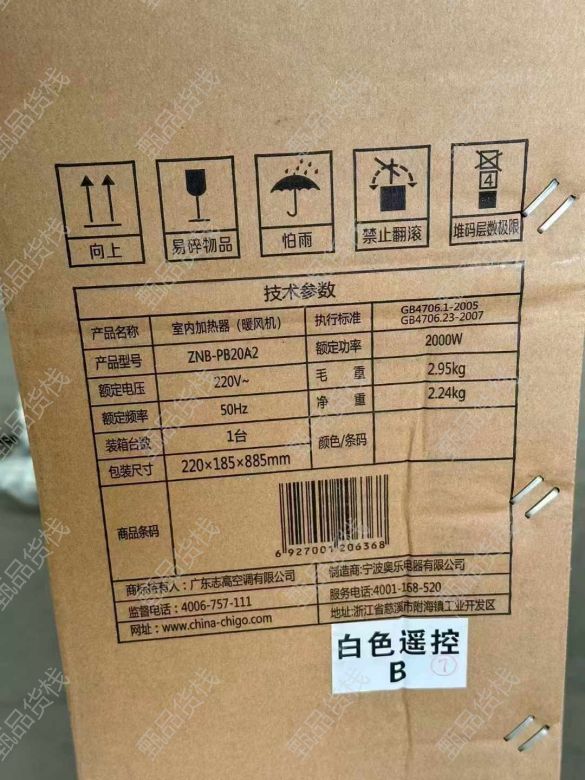 向上 易碎物品 怕雨 禁止翻滚 4 堆码层数极限
技术参数
产品名称 室内加热器（暖风机） 执行标准 GB4706.1-2005
GB4706.23-2007
产品型号 ZNB-PB20A2 额定功率 2000W
额定电压 220V~ 毛 重 2.95kg
额定频率 50Hz 净 重 2.24kg
装箱台数 1台 颜色/条码
包装尺寸 220×185×885mm
商品条码 6 927001 206368
商标持有人：广东志高空调有限公司 制造商:宁波奥乐电器有限公司
监督电话：4006-757-111 服务电话:4001-168-520
网址：www.china-chigo.com 地址:浙江省慈溪市附海镇工业开发区
白色遥控
B 7
甄品货栈